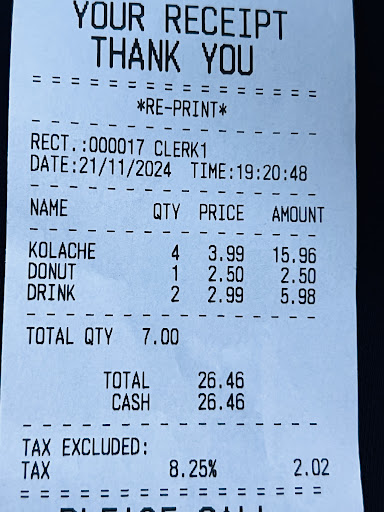 YOUR RECEIPT
THANK YOU
= = = = = = = = = = = = = = = =
*RE-PRINT*
- - - - - - - - - - - - - - - -
RECT.:000017 CLERK1
DATE:21/11/2024 TIME:19:20:48
- - - - - - - - - - - - - - - -
NAME QTY PRICE AMOUNT
- - - - - - - - - - - - - - - -
KOLACHE 4 3.99 15.96
DONUT 1 2.50 2.50
DRINK 2 2.99 5.98
- - - - - - - - - - - - - - - -
TOTAL QTY 7.00
TOTAL 26.46
CASH 26.46
- - - - - - - - - - - - - - - -
TAX EXCLUDED:
TAX 8.25% 2.02
= = = = = = = = = = = = = = = =
PLEASE CALL